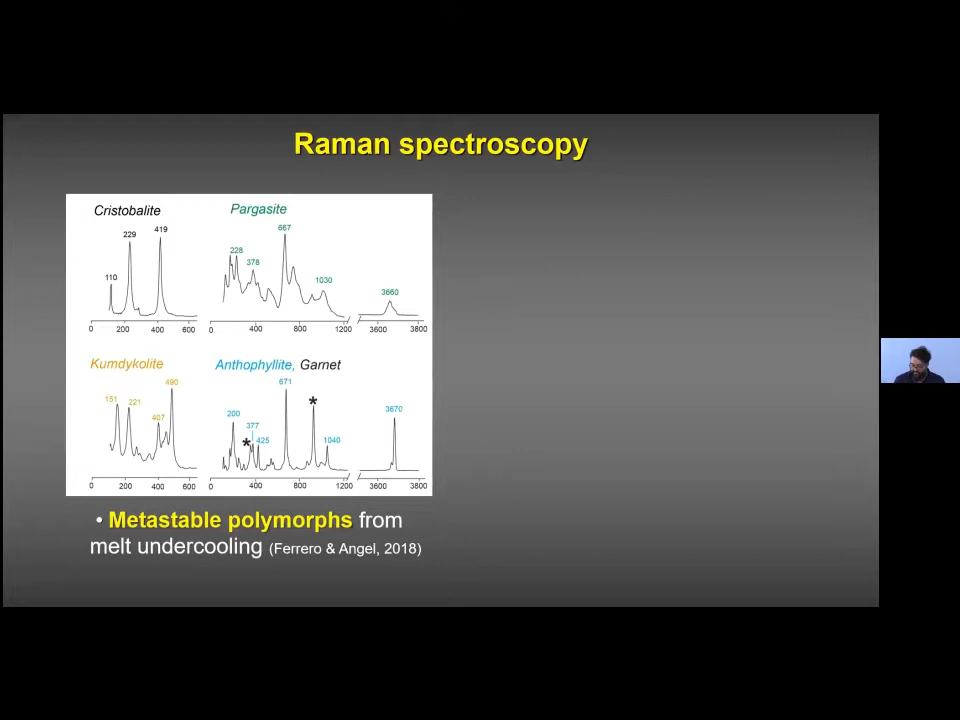 Raman spectroscopy
Cristobalite
110
229
419
0 200 400 600
Pargasite
228
378
667
1030
3660
0 400 800 1200 3600 3800
Kumdykolite
151
221
407
490
0 200 400 600
Anthophyllite, Garnet
200
*
377
425
671
*
1040
3670
0 400 800 1200 3600 3800
• Metastable polymorphs from
melt undercooling (Ferrero & Angel, 2018)